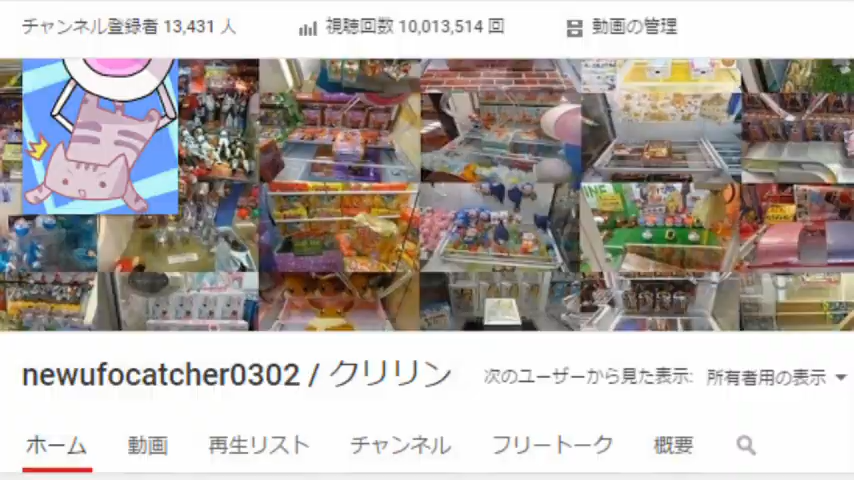 チャンネル登録者 13,431 人
視聴回数 10,013,514 回
動画の管理
newufocatcher0302 / クリリン
次のユーザーから見た表示: 所有者用の表示
ホーム 動画 再生リスト チャンネル フリートーク 概要